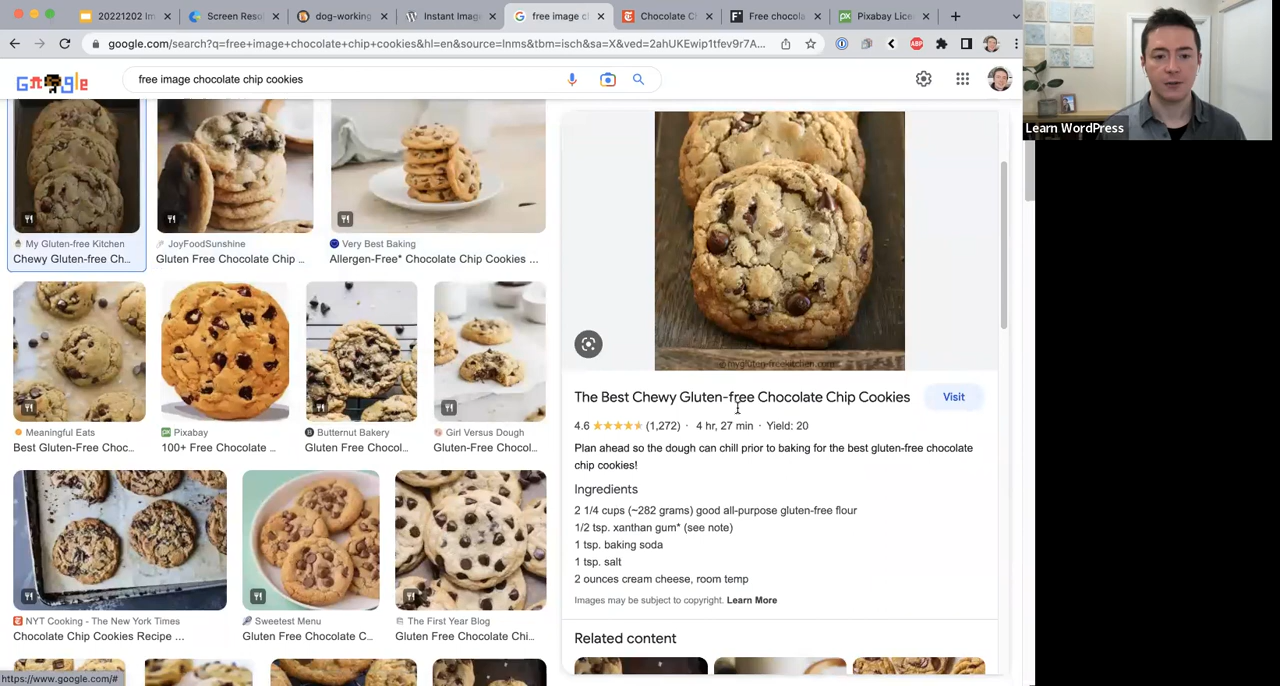 20221202 Im
Screen Reso
dog-working
Instant Imag
free image c
Chocolate C
Free chocola
Pixabay Lice
google.com/search?q=free+image+chocolate+chip+cookies&hl=en&source=lnms&tbm=isch&sa=X&ved=2ahUKEwip1tfev9r7A...
ABP
free image chocolate chip cookies
Learn WordPress
My Gluten-free Kitchen
Chewy Gluten-free Ch...
JoyFoodSunshine
Gluten Free Chocolate Chip ...
Very Best Baking
Allergen-Free* Chocolate Chip Cookies ...
Meaningful Eats
Best Gluten-Free Choc...
Pixabay
100+ Free Chocolate ...
Butternut Bakery
Gluten Free Chocol...
Girl Versus Dough
Gluten-Free Chocol...
NYT Cooking - The New York Times
Chocolate Chip Cookies Recipe ...
Sweetest Menu
Gluten Free Chocolate C...
The First Year Blog
Gluten Free Chocolate Chi...
©mygluten-freekitchen.com
The Best Chewy Gluten-free Chocolate Chip Cookies
Visit
4.6 ★★★★★ (1,272) · 4 hr, 27 min · Yield: 20
Plan ahead so the dough can chill prior to baking for the best gluten-free chocolate
chip cookies!
Ingredients
2 1/4 cups (~282 grams) good all-purpose gluten-free flour
1/2 tsp. xanthan gum* (see note)
1 tsp. baking soda
1 tsp. salt
2 ounces cream cheese, room temp
Images may be subject to copyright. Learn More
Related content
https://www.google.com/#